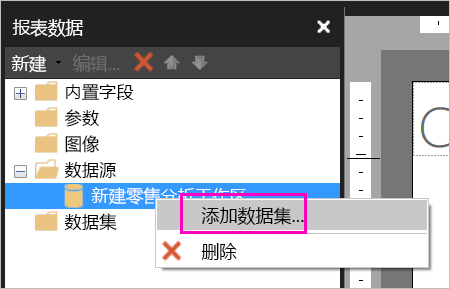 报表数据
新建 编辑...
内置字段
参数
图像
数据源
新建零售分析工作区
数据集
添加数据集...
删除